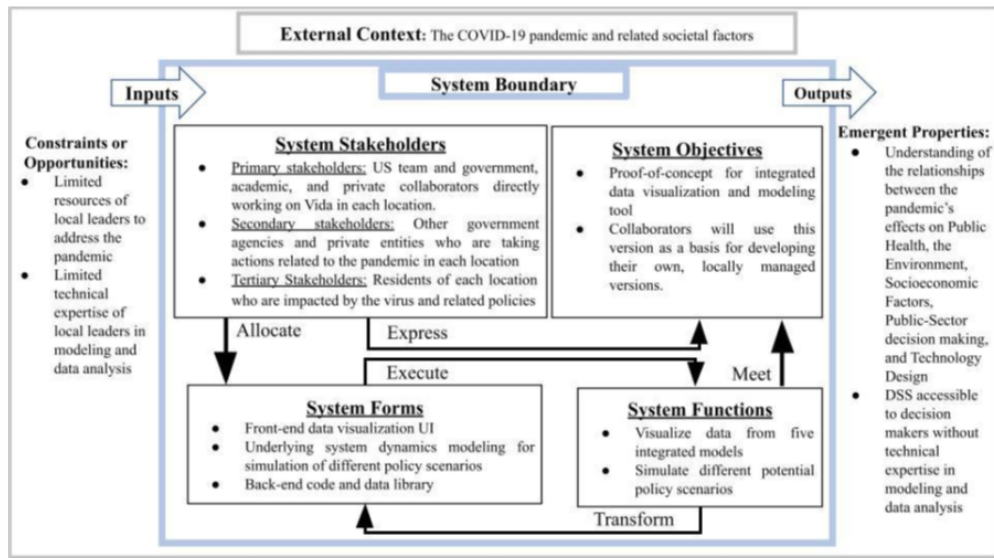 External Context: The COVID-19 pandemic and related societal factors
System Boundary
Inputs
Outputs
Constraints or
Opportunities:
● Limited
resources of
local leaders to
address the
pandemic
● Limited
technical
expertise of
local leaders in
modeling and
data analysis
System Stakeholders
● Primary stakeholders: US team and government,
academic, and private collaborators directly
working on Vida in each location.
● Secondary stakeholders: Other government
agencies and private entities who are taking
actions related to the pandemic in each location
● Tertiary Stakeholders: Residents of each location
who are impacted by the virus and related policies
System Objectives
● Proof-of-concept for integrated
data visualization and modeling
tool
● Collaborators will use this
version as a basis for developing
their own, locally managed
versions.
Allocate
Express
Execute
Meet
System Forms
● Front-end data visualization UI
● Underlying system dynamics modeling for
simulation of different policy scenarios
● Back-end code and data library
System Functions
● Visualize data from five
integrated models
● Simulate different potential
policy scenarios
Transform
Emergent Properties:
● Understanding of
the relationships
between the
pandemic's
effects on Public
Health, the
Environment,
Socioeconomic
Factors,
Public-Sector
decision making,
and Technology
Design
● DSS accessible
to decision
makers without
technical
expertise in
modeling and
data analysis